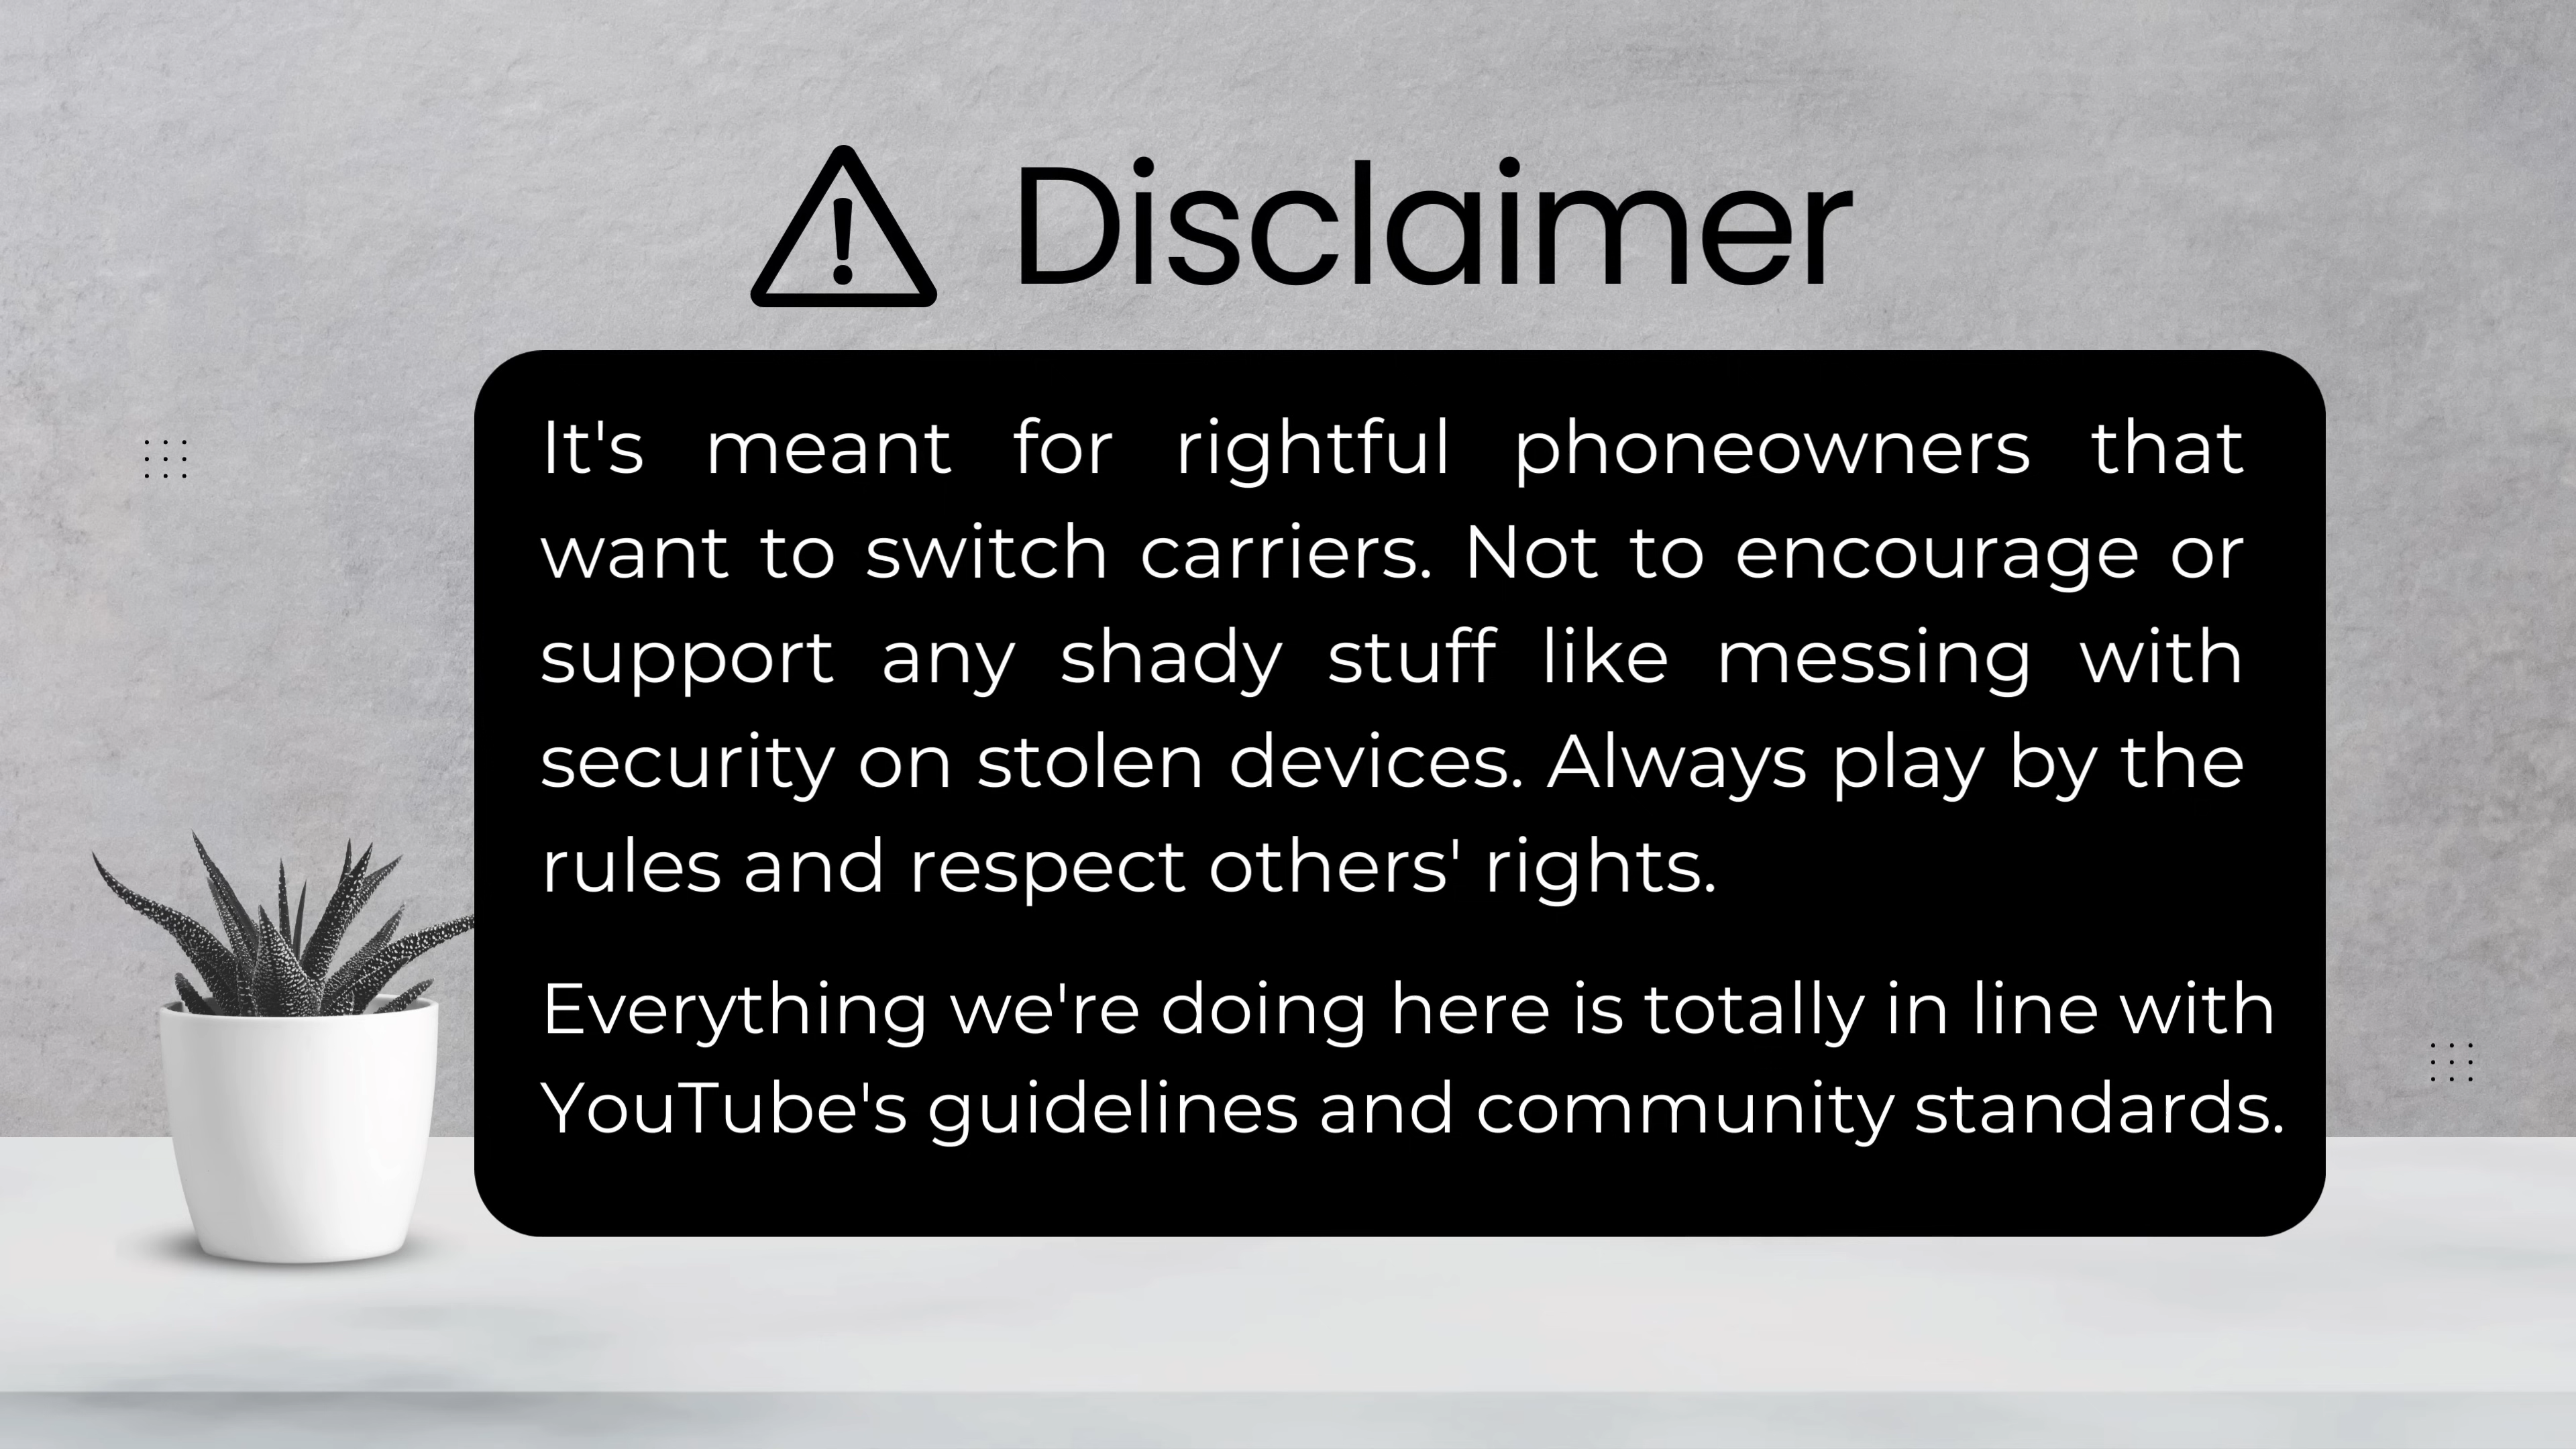 Disclaimer
It's meant for rightful phoneowners that
want to switch carriers. Not to encourage or
support any shady stuff like messing with
security on stolen devices. Always play by the
rules and respect others' rights.
Everything we're doing here is totally in line with
YouTube's guidelines and community standards.